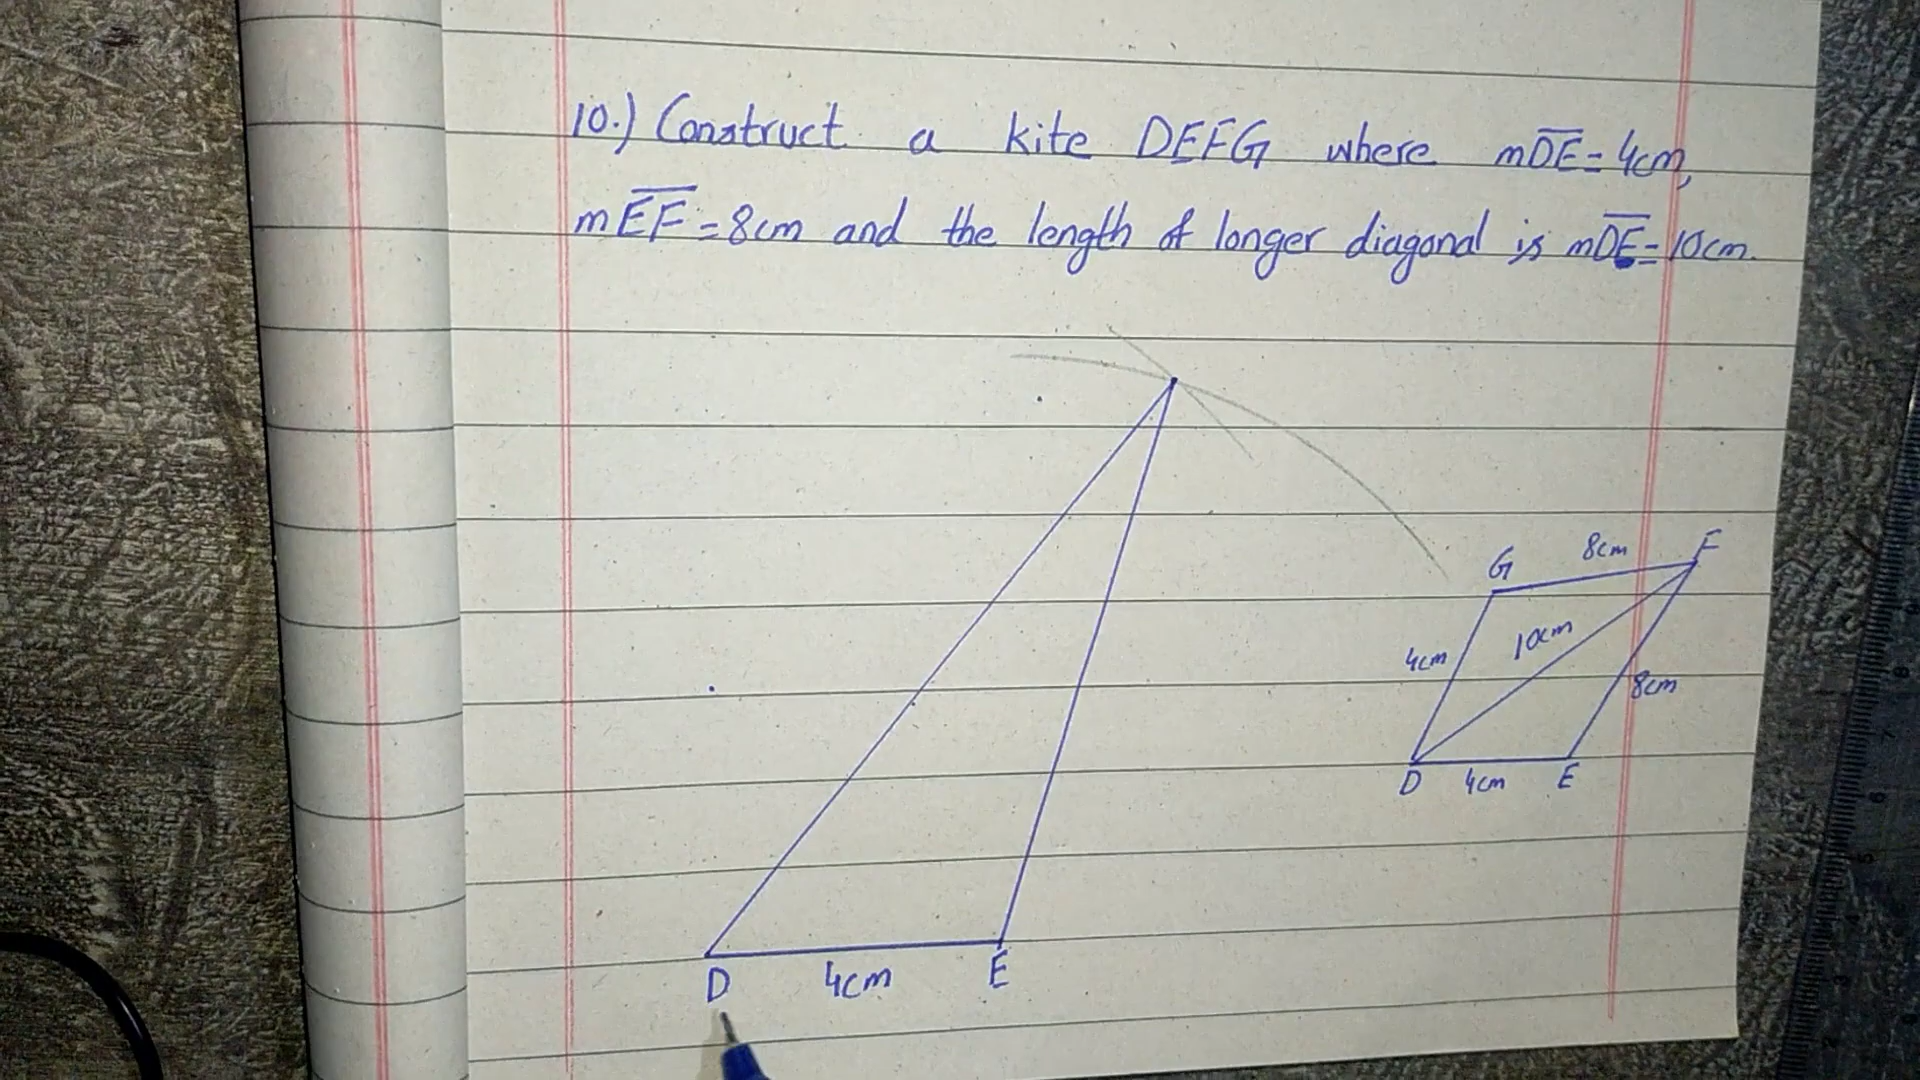 10.) Construct a kite DEFG where mDE = 4cm,
mEF = 8cm and the length of longer diagonal is mDE = 10cm.
G 8cm F
10cm
4cm
8cm
D 4cm E
D 4cm E